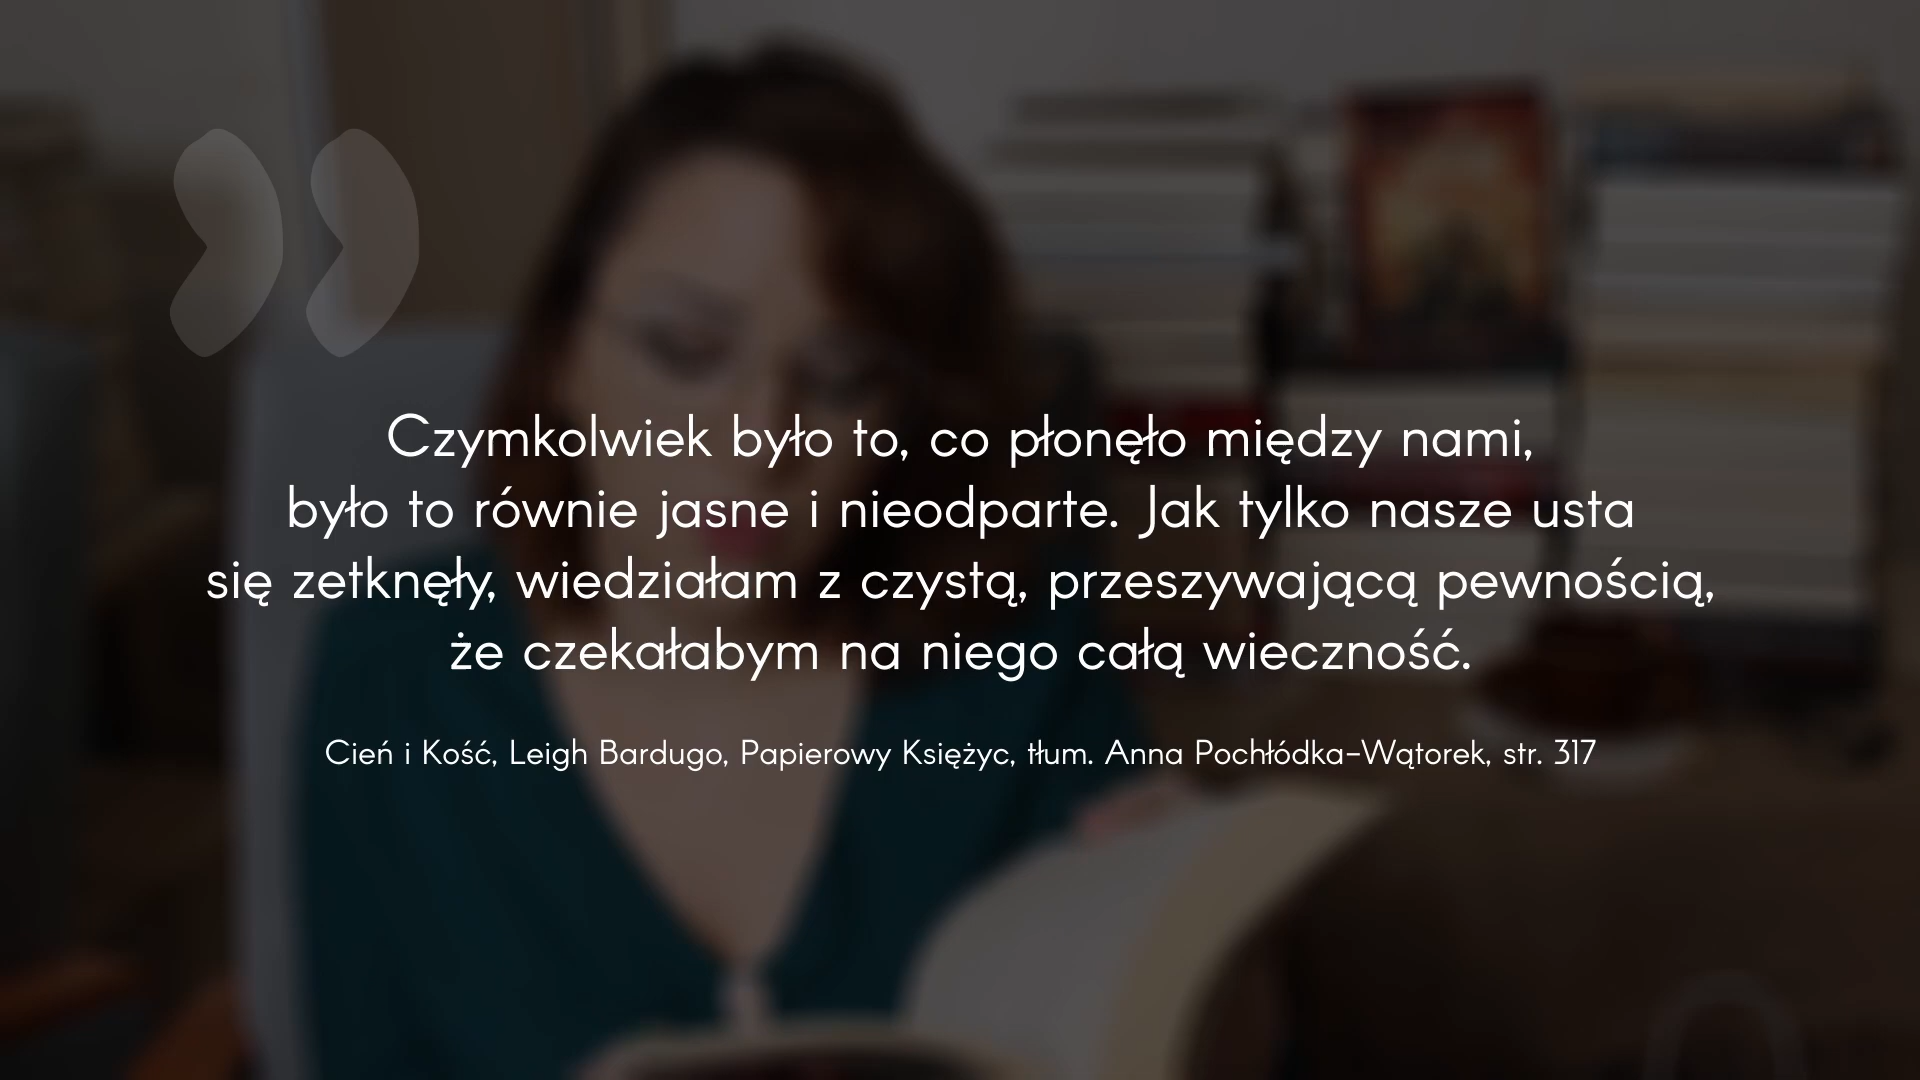 Czymkolwiek było to, co płonęło między nami,
było to równie jasne i nieodparte. Jak tylko nasze usta
się zetknęły, wiedziałam z czystą, przeszywającą pewnością,
że czekałabym na niego całą wieczność.
Cień i Kość, Leigh Bardugo, Papierowy Księżyc, tłum. Anna Pochłódka-Wątorek, str. 317